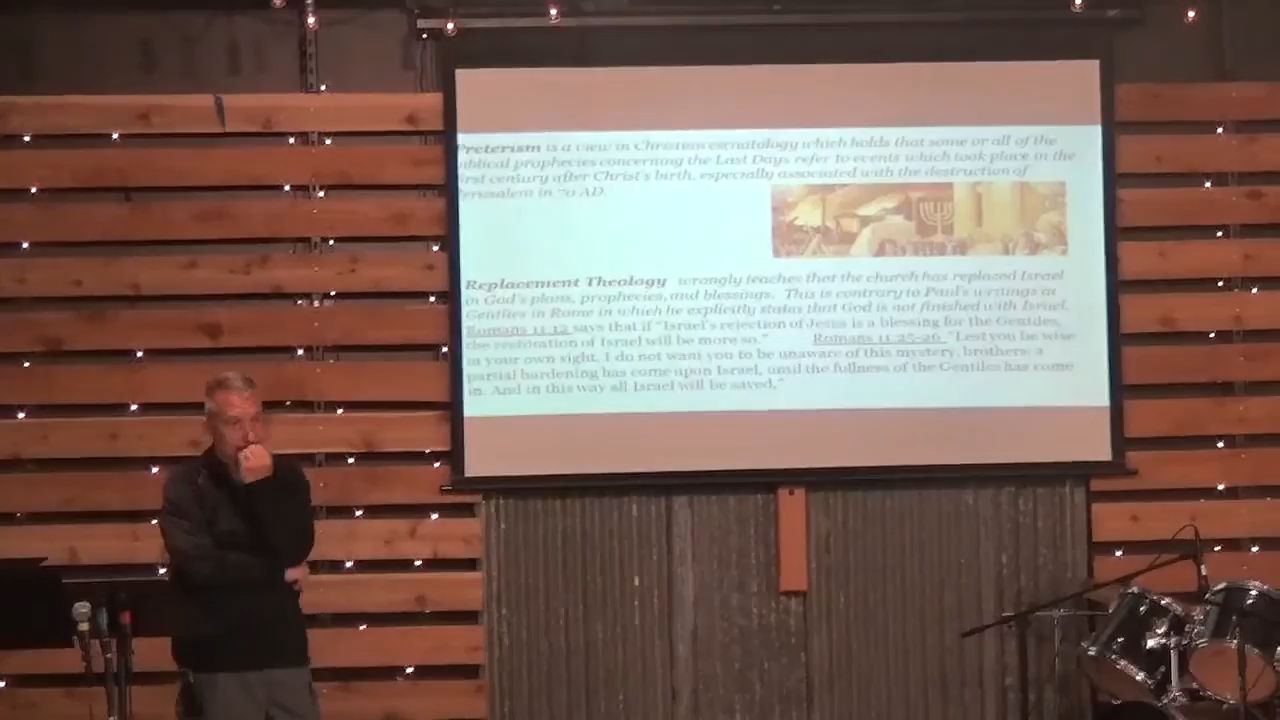 Preterism is a view in Christian eschatology which holds that some or all of the
biblical prophecies concerning the Last Days refer to events which took place in the
first century after Christ's birth, especially associated with the destruction of
Jerusalem in 70 AD.
Replacement Theology wrongly teaches that the church has replaced Israel
in God's plans, prophecies, and blessings. This is contrary to Paul's writings
Gentiles in Rome in which he explicitly states that God is not finished with Israel.
Romans 11:12 says that if "Israel's rejection of Jesus is a blessing for the Gentiles,
the restoration of Israel will be more so." Romans 11:25-26 "Lest you be wise
in your own sight, I do not want you to be unaware of this mystery, brothers: a
partial hardening has come upon Israel, until the fullness of the Gentiles has come
in. And in this way all Israel will be saved,"